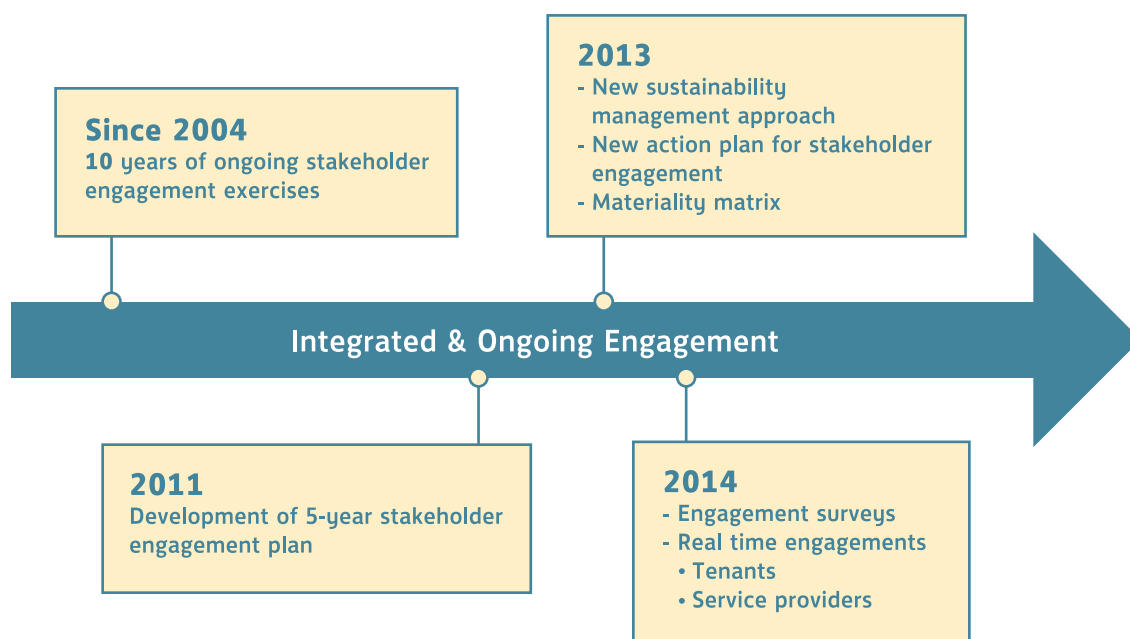 Since 2004
10 years of ongoing stakeholder
engagement exercises
2013
- New sustainability
management approach
- New action plan for stakeholder
engagement
- Materiality matrix
Integrated & Ongoing Engagement
2011
Development of 5-year stakeholder
engagement plan
2014
- Engagement surveys
- Real time engagements
• Tenants
• Service providers